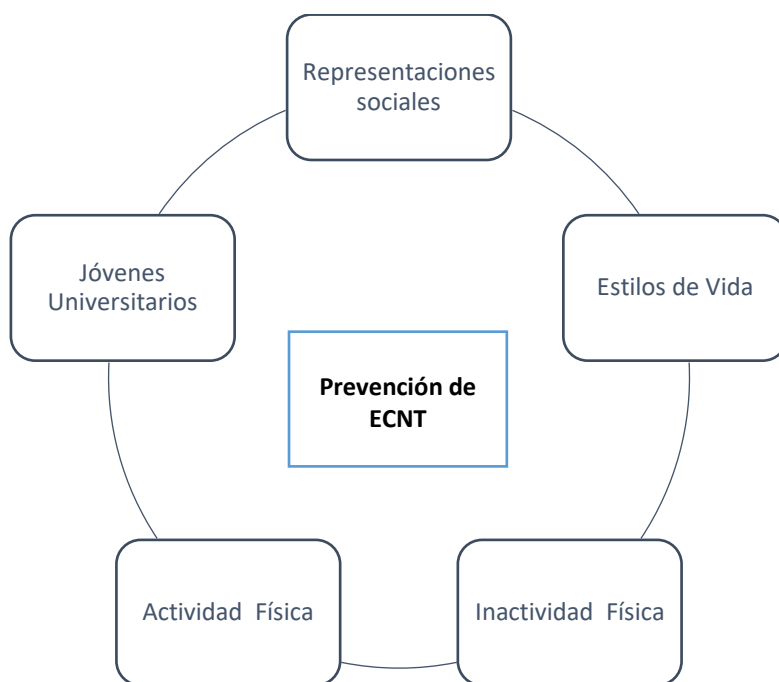 Representaciones
sociales
Jóvenes
Universitarios
Estilos de Vida
Prevención de
ECNT
Actividad  Física
Inactividad  Física